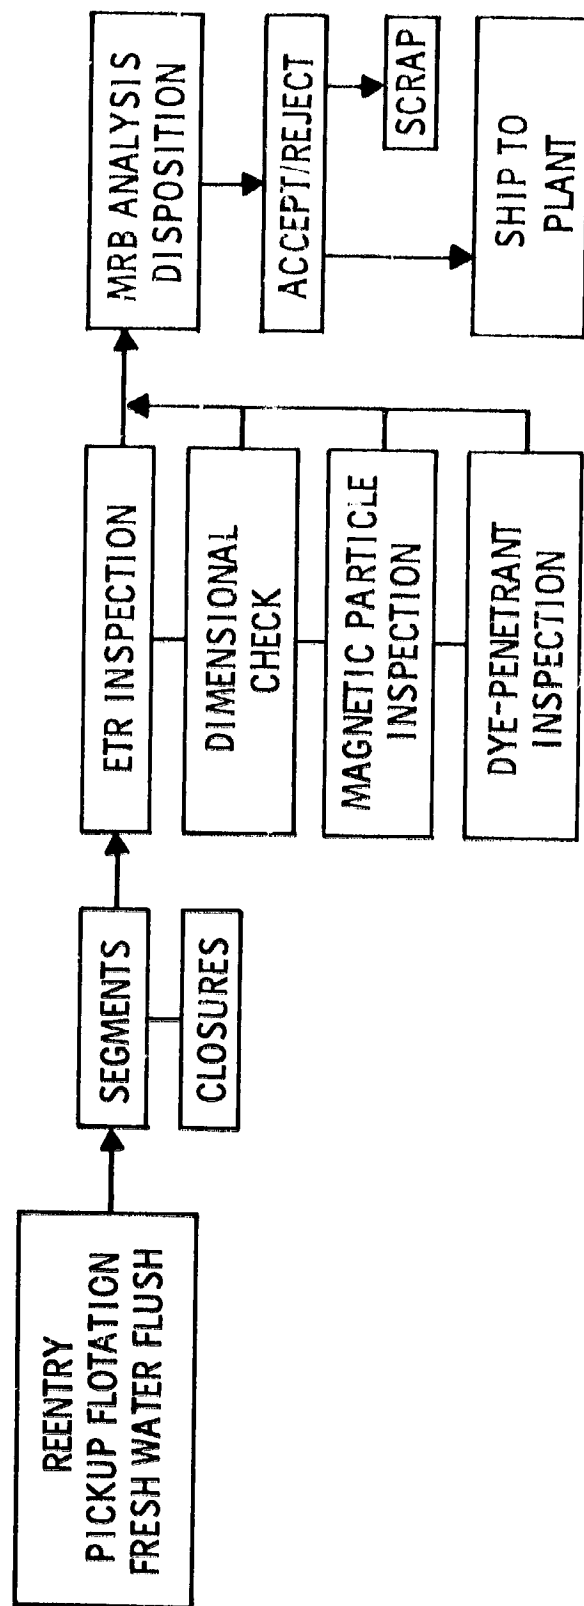 REENTRY
PICKUP FLOTATION
FRESH WATER FLUSH
SEGMENTS
CLOSURES
ETR INSPECTION
DIMENSIONAL
CHECK
MAGNETIC PARTICLE
INSPECTION
DYE-PENETRANT
INSPECTION
MRB ANALYSIS
DISPOSITION
ACCEPT/REJECT
SCRAP
SHIP TO
PLANT